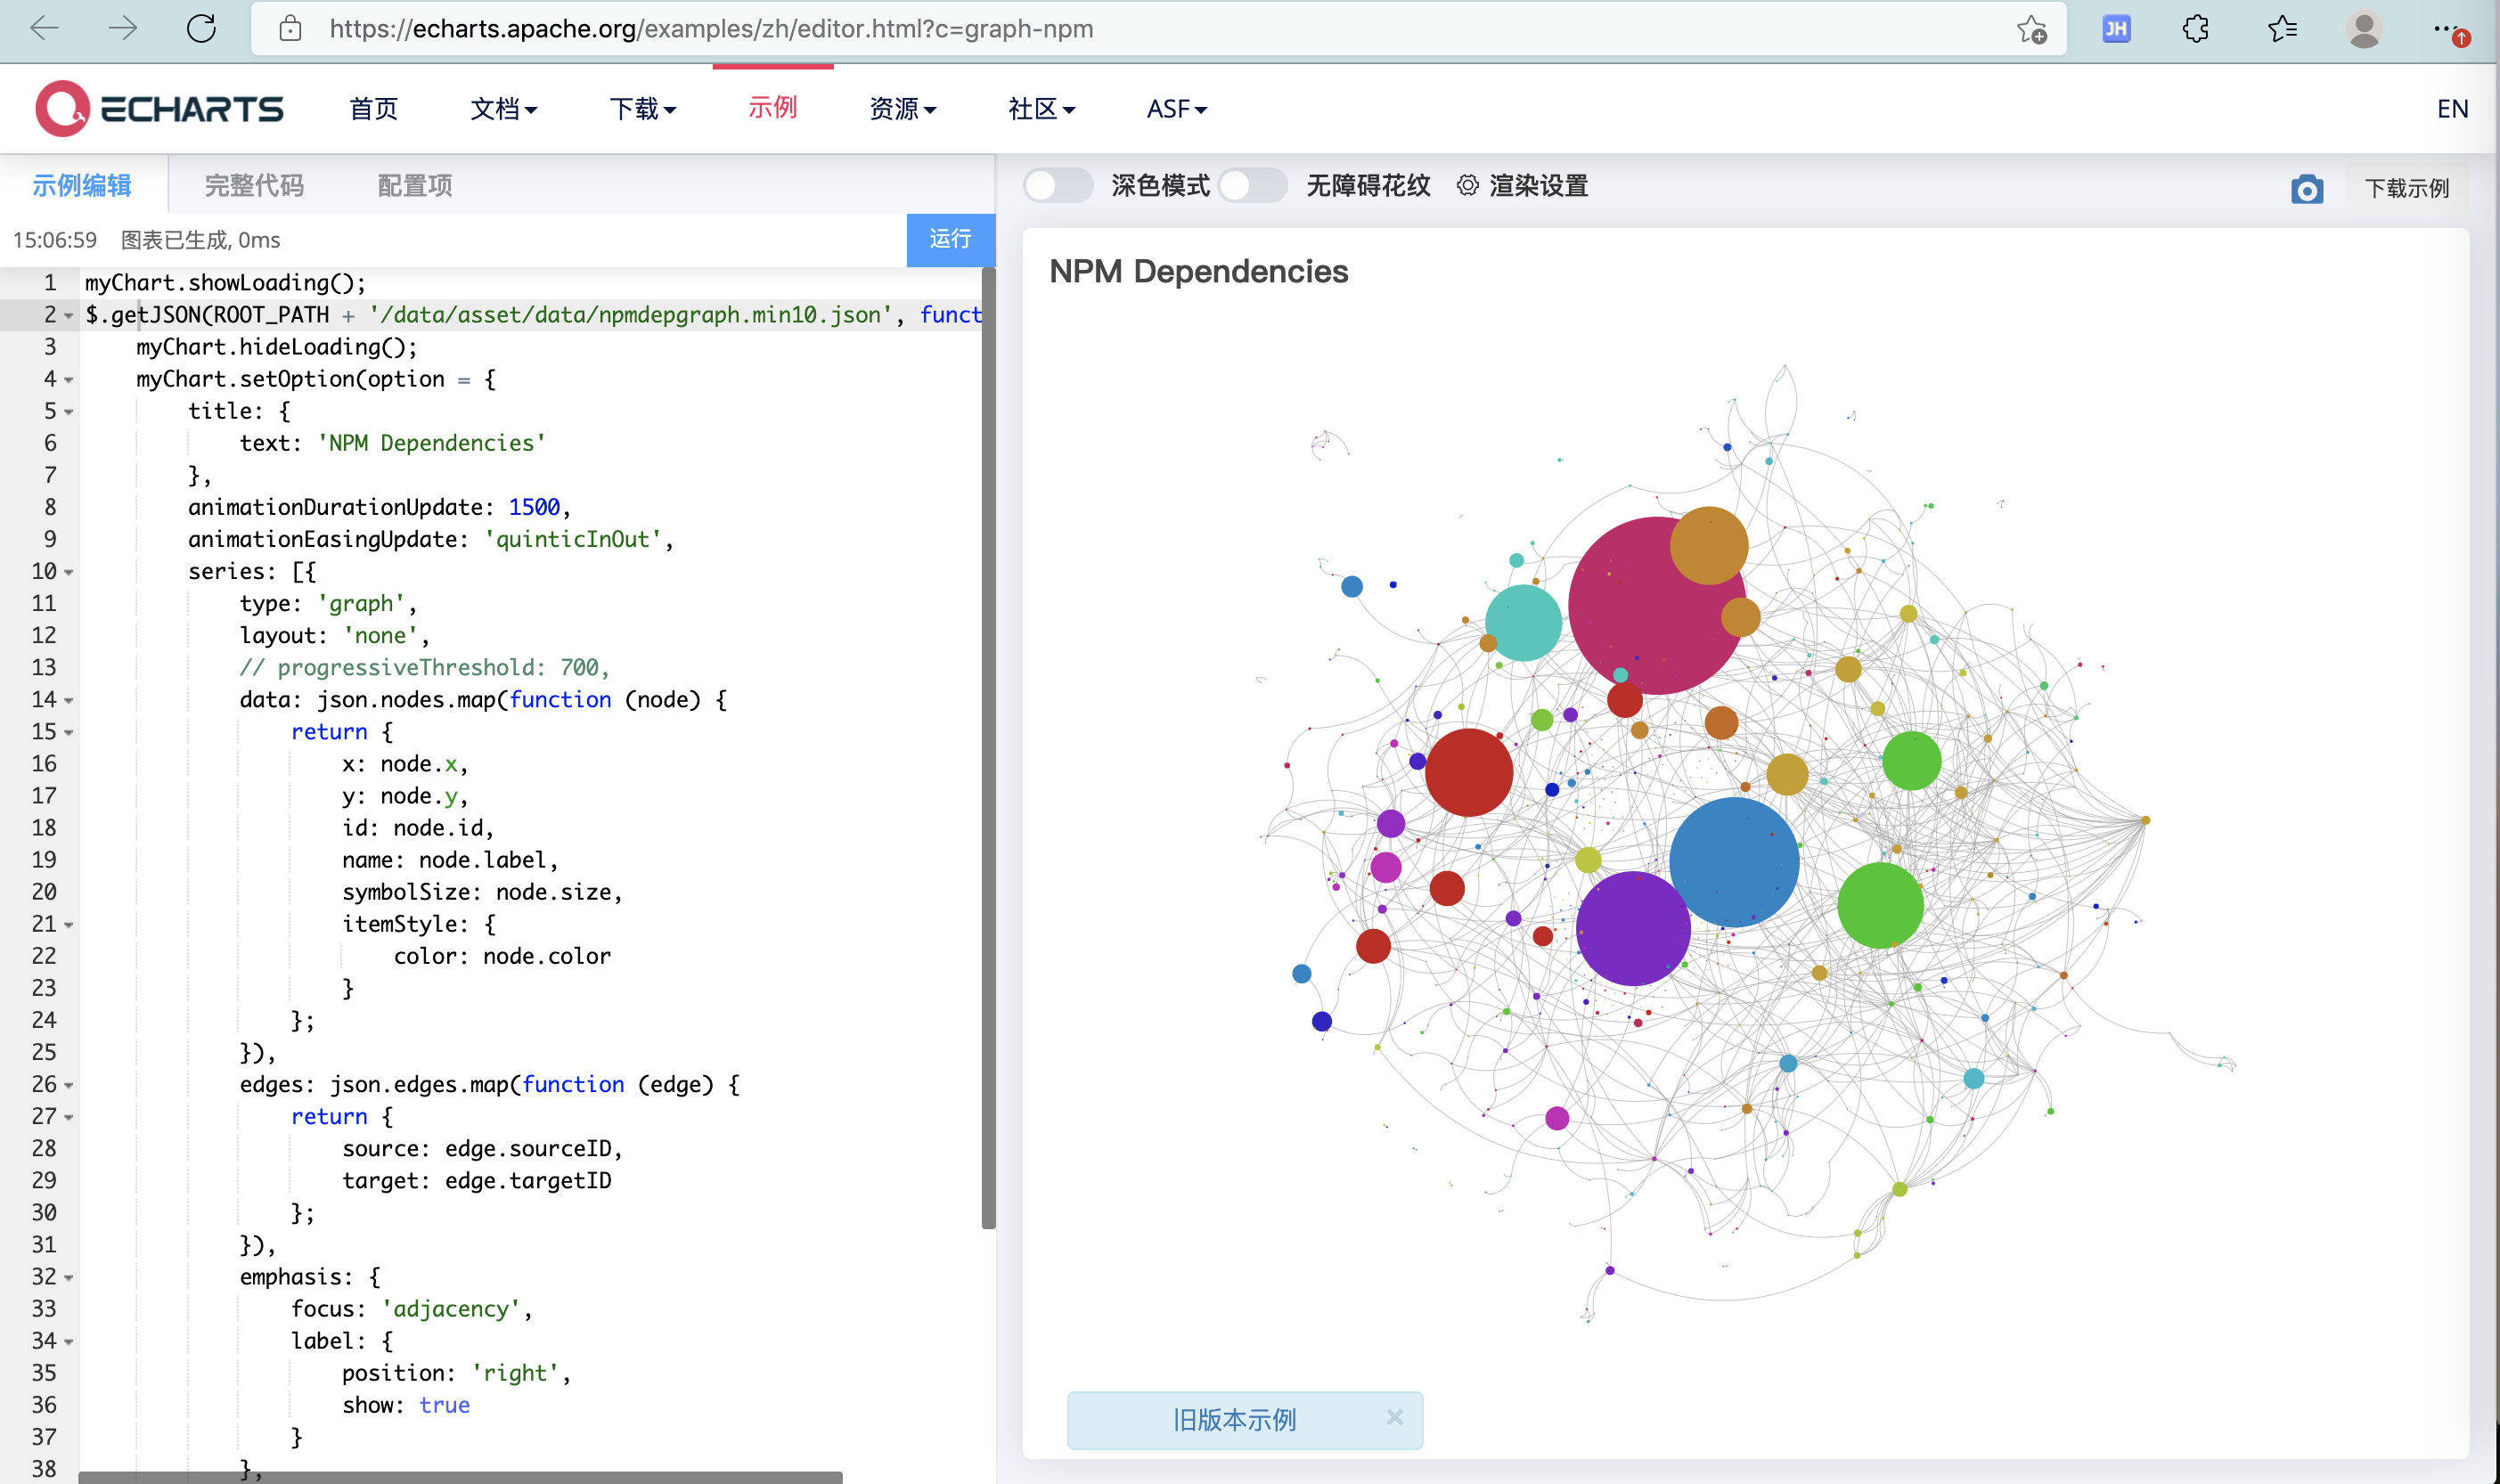 https://echarts.apache.org/examples/zh/editor.html?c=graph-npm
JH
ECHARTS
首页
文档
下载
示例
资源
社区
ASF
EN
示例编辑
完整代码
配置项
深色模式
无障碍花纹
渲染设置
下载示例
15:06:59 图表已生成, 0ms
运行
1 myChart.showLoading();
2 $.getJSON(ROOT_PATH + '/data/asset/data/npmdepgraph.min10.json', funct
3 myChart.hideLoading();
4 myChart.setOption(option = {
5 title: {
6 text: 'NPM Dependencies'
7 },
8 animationDurationUpdate: 1500,
9 animationEasingUpdate: 'quinticInOut',
10 series: [{
11 type: 'graph',
12 layout: 'none',
13 // progressiveThreshold: 700,
14 data: json.nodes.map(function (node) {
15 return {
16 x: node.x,
17 y: node.y,
18 id: node.id,
19 name: node.label,
20 symbolSize: node.size,
21 itemStyle: {
22 color: node.color
23 }
24 };
25 }),
26 edges: json.edges.map(function (edge) {
27 return {
28 source: edge.sourceID,
29 target: edge.targetID
30 };
31 }),
32 emphasis: {
33 focus: 'adjacency',
34 label: {
35 position: 'right',
36 show: true
37 }
38 },
NPM Dependencies
旧版本示例
×